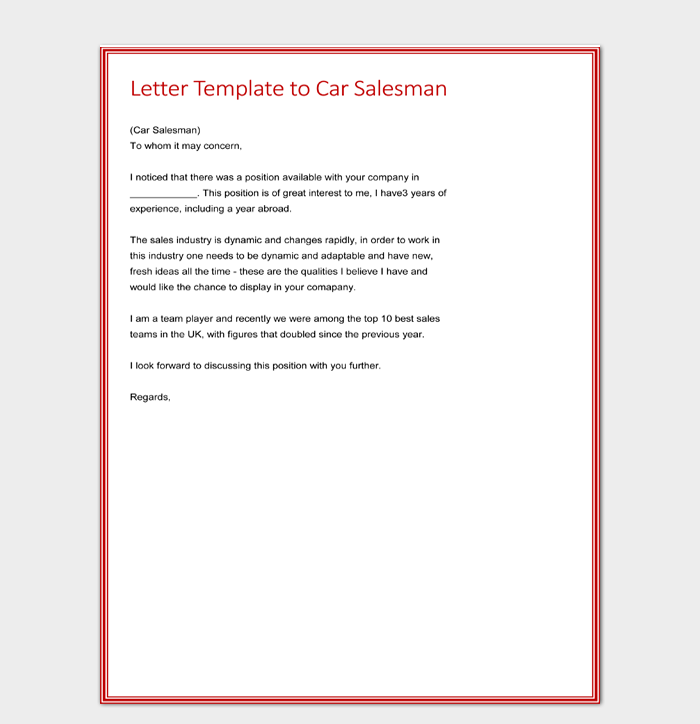 Letter Template to Car Salesman
(Car Salesman)
To whom it may concern,
I noticed that there was a position available with your company in
_____________. This position is of great interest to me, I have3 years of
experience, including a year abroad.
The sales industry is dynamic and changes rapidly, in order to work in
this industry one needs to be dynamic and adaptable and have new,
fresh ideas all the time - these are the qualities I believe I have and
would like the chance to display in your comapany.
I am a team player and recently we were among the top 10 best sales
teams in the UK, with figures that doubled since the previous year.
I look forward to discussing this position with you further.
Regards,